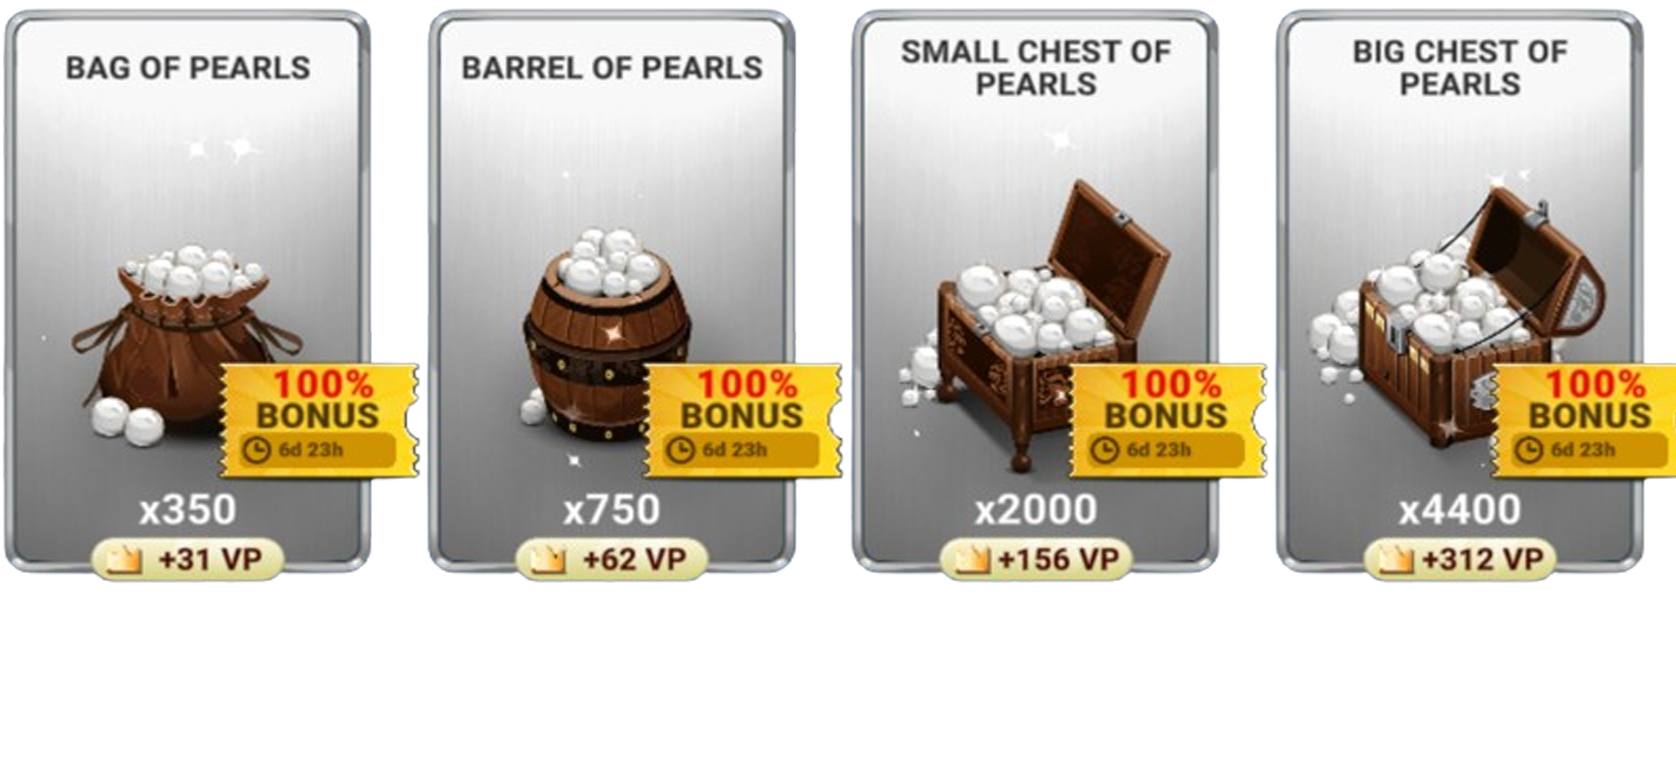 BAG OF PEARLS
100%
BONUS
6d 23h
x350
+31 VP
BARREL OF PEARLS
100%
BONUS
6d 23h
x750
+62 VP
SMALL CHEST OF
PEARLS
100%
BONUS
6d 23h
x2000
+156 VP
BIG CHEST OF
PEARLS
100%
BONUS
6d 23h
x4400
+312 VP